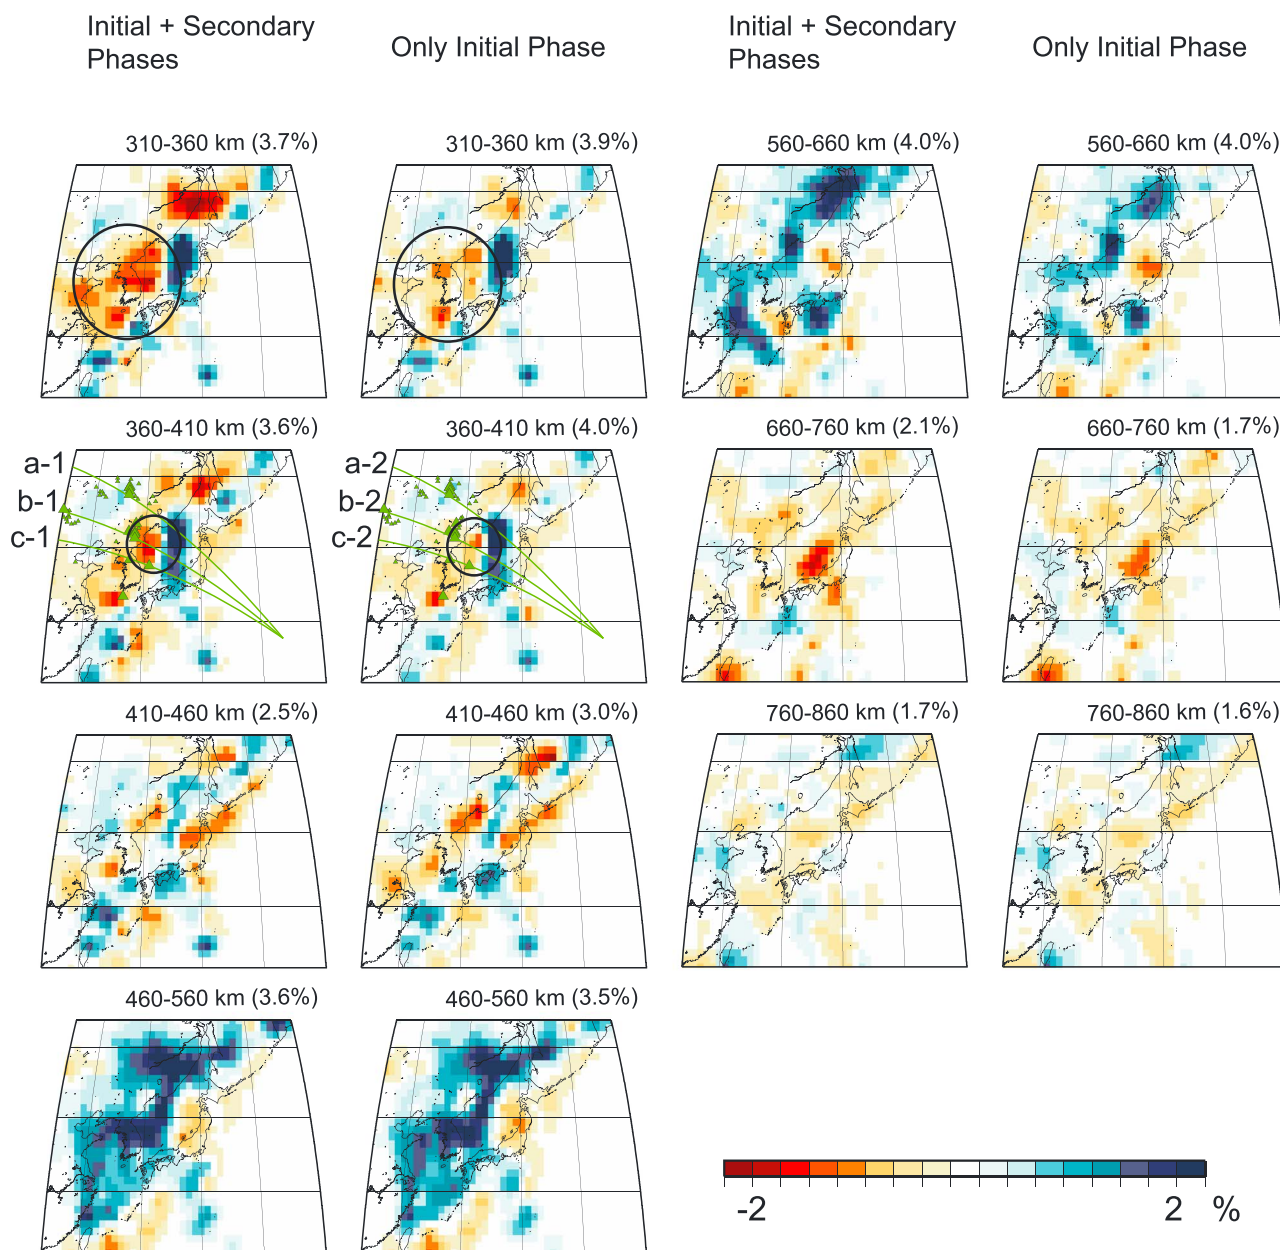 Initial + Secondary
Phases
Only Initial Phase
Initial + Secondary
Phases
Only Initial Phase
310-360 km (3.7%)
310-360 km (3.9%)
560-660 km (4.0%)
560-660 km (4.0%)
360-410 km (3.6%)
360-410 km (4.0%)
660-760 km (2.1%)
660-760 km (1.7%)
a-1
b-1
c-1
a-2
b-2
c-2
410-460 km (2.5%)
410-460 km (3.0%)
760-860 km (1.7%)
760-860 km (1.6%)
460-560 km (3.6%)
460-560 km (3.5%)
-2
2 %